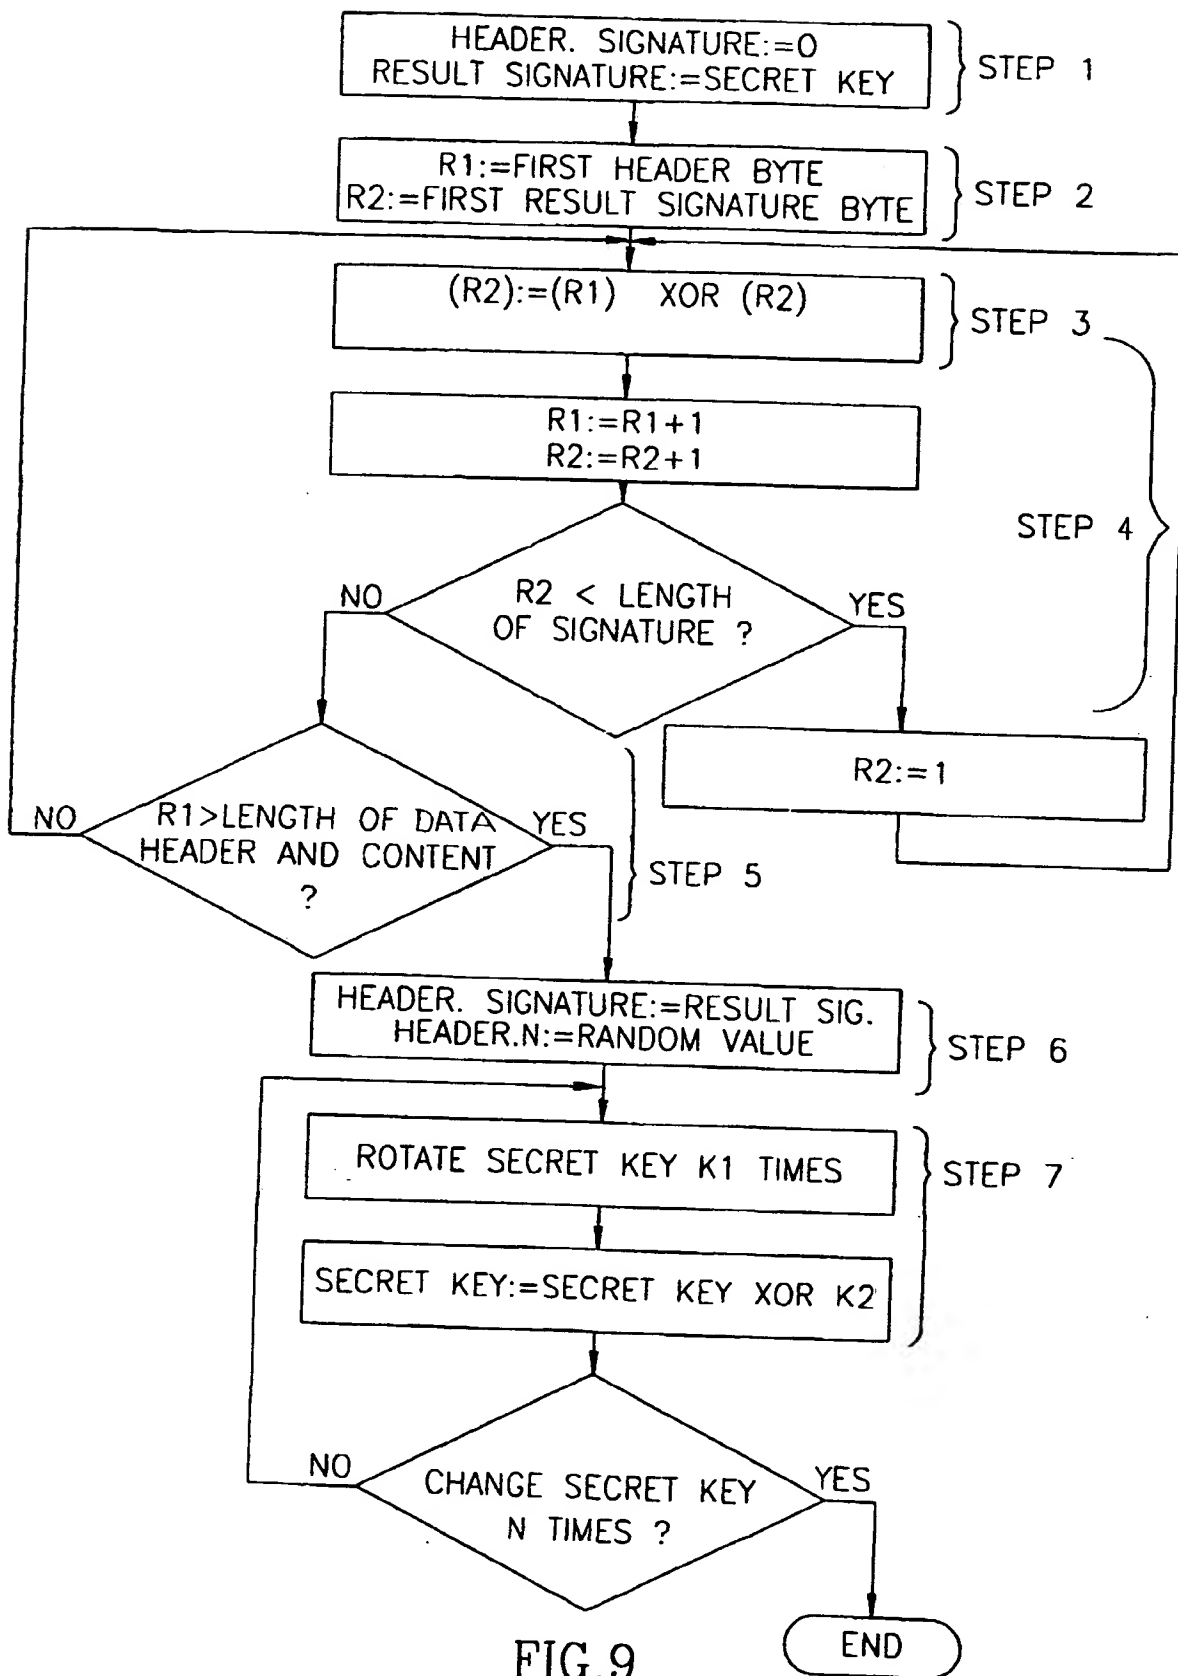 HEADER. SIGNATURE:=0
RESULT SIGNATURE:=SECRET KEY
STEP 1
R1:=FIRST HEADER BYTE
R2:=FIRST RESULT SIGNATURE BYTE
STEP 2
(R2):=(R1) XOR (R2)
STEP 3
R1:=R1+1
R2:=R2+1
STEP 4
R2 < LENGTH
OF SIGNATURE ?
NO
YES
R2:=1
R1>LENGTH OF DATA
HEADER AND CONTENT
?
NO
YES
STEP 5
HEADER. SIGNATURE:=RESULT SIG.
HEADER.N:=RANDOM VALUE
STEP 6
ROTATE SECRET KEY K1 TIMES
STEP 7
SECRET KEY:=SECRET KEY XOR K2
NO
YES
CHANGE SECRET KEY
N TIMES ?
END
FIG.9